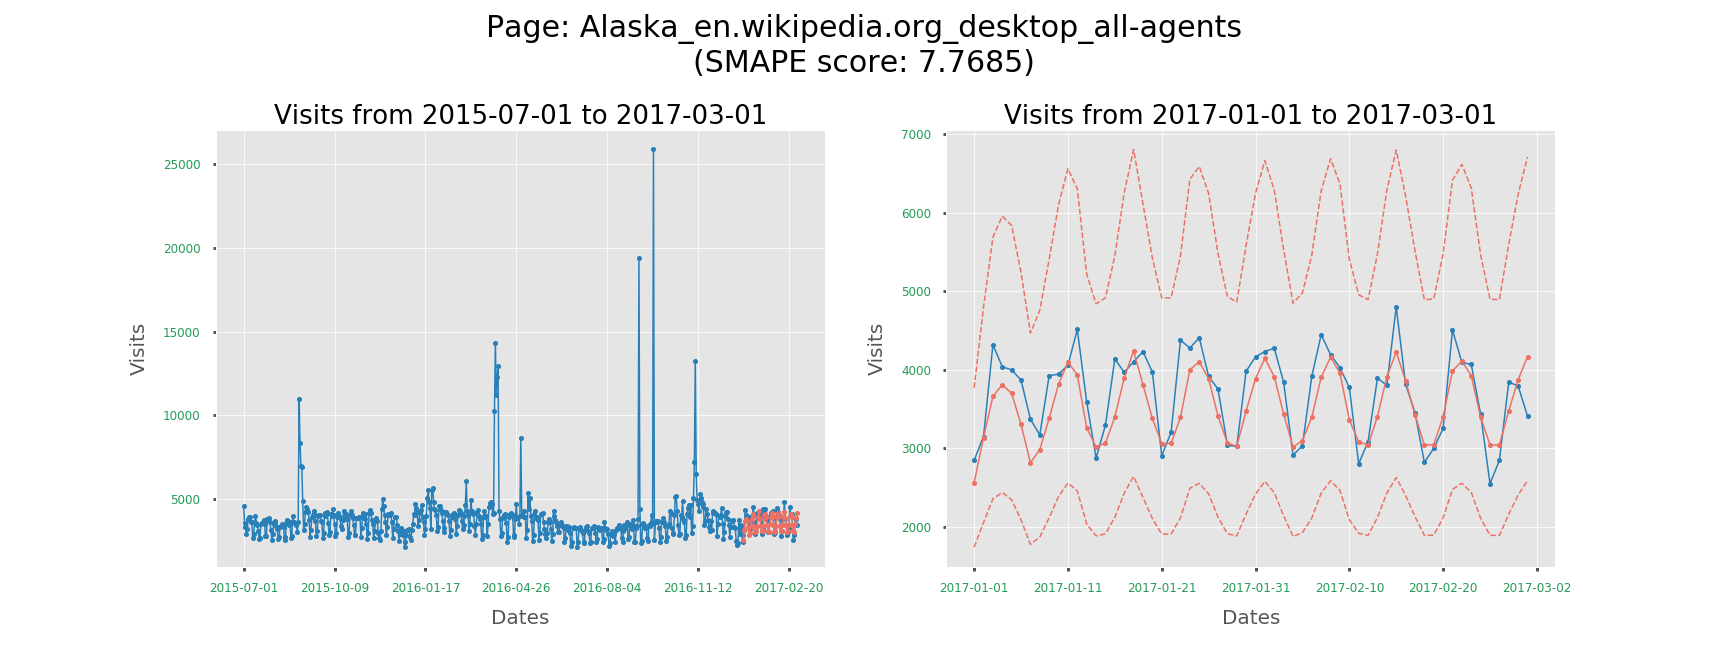 Page: Alaska_en.wikipedia.org_desktop_all-agents
(SMAPE score: 7.7685)
Visits from 2015-07-01 to 2017-03-01
25000
20000
15000
10000
5000
Visits
2015-07-01 2015-10-09 2016-01-17 2016-04-26 2016-08-04 2016-11-12 2017-02-20
Dates
Visits from 2017-01-01 to 2017-03-01
7000
6000
5000
4000
3000
2000
Visits
2017-01-01 2017-01-11 2017-01-21 2017-01-31 2017-02-10 2017-02-20 2017-03-02
Dates